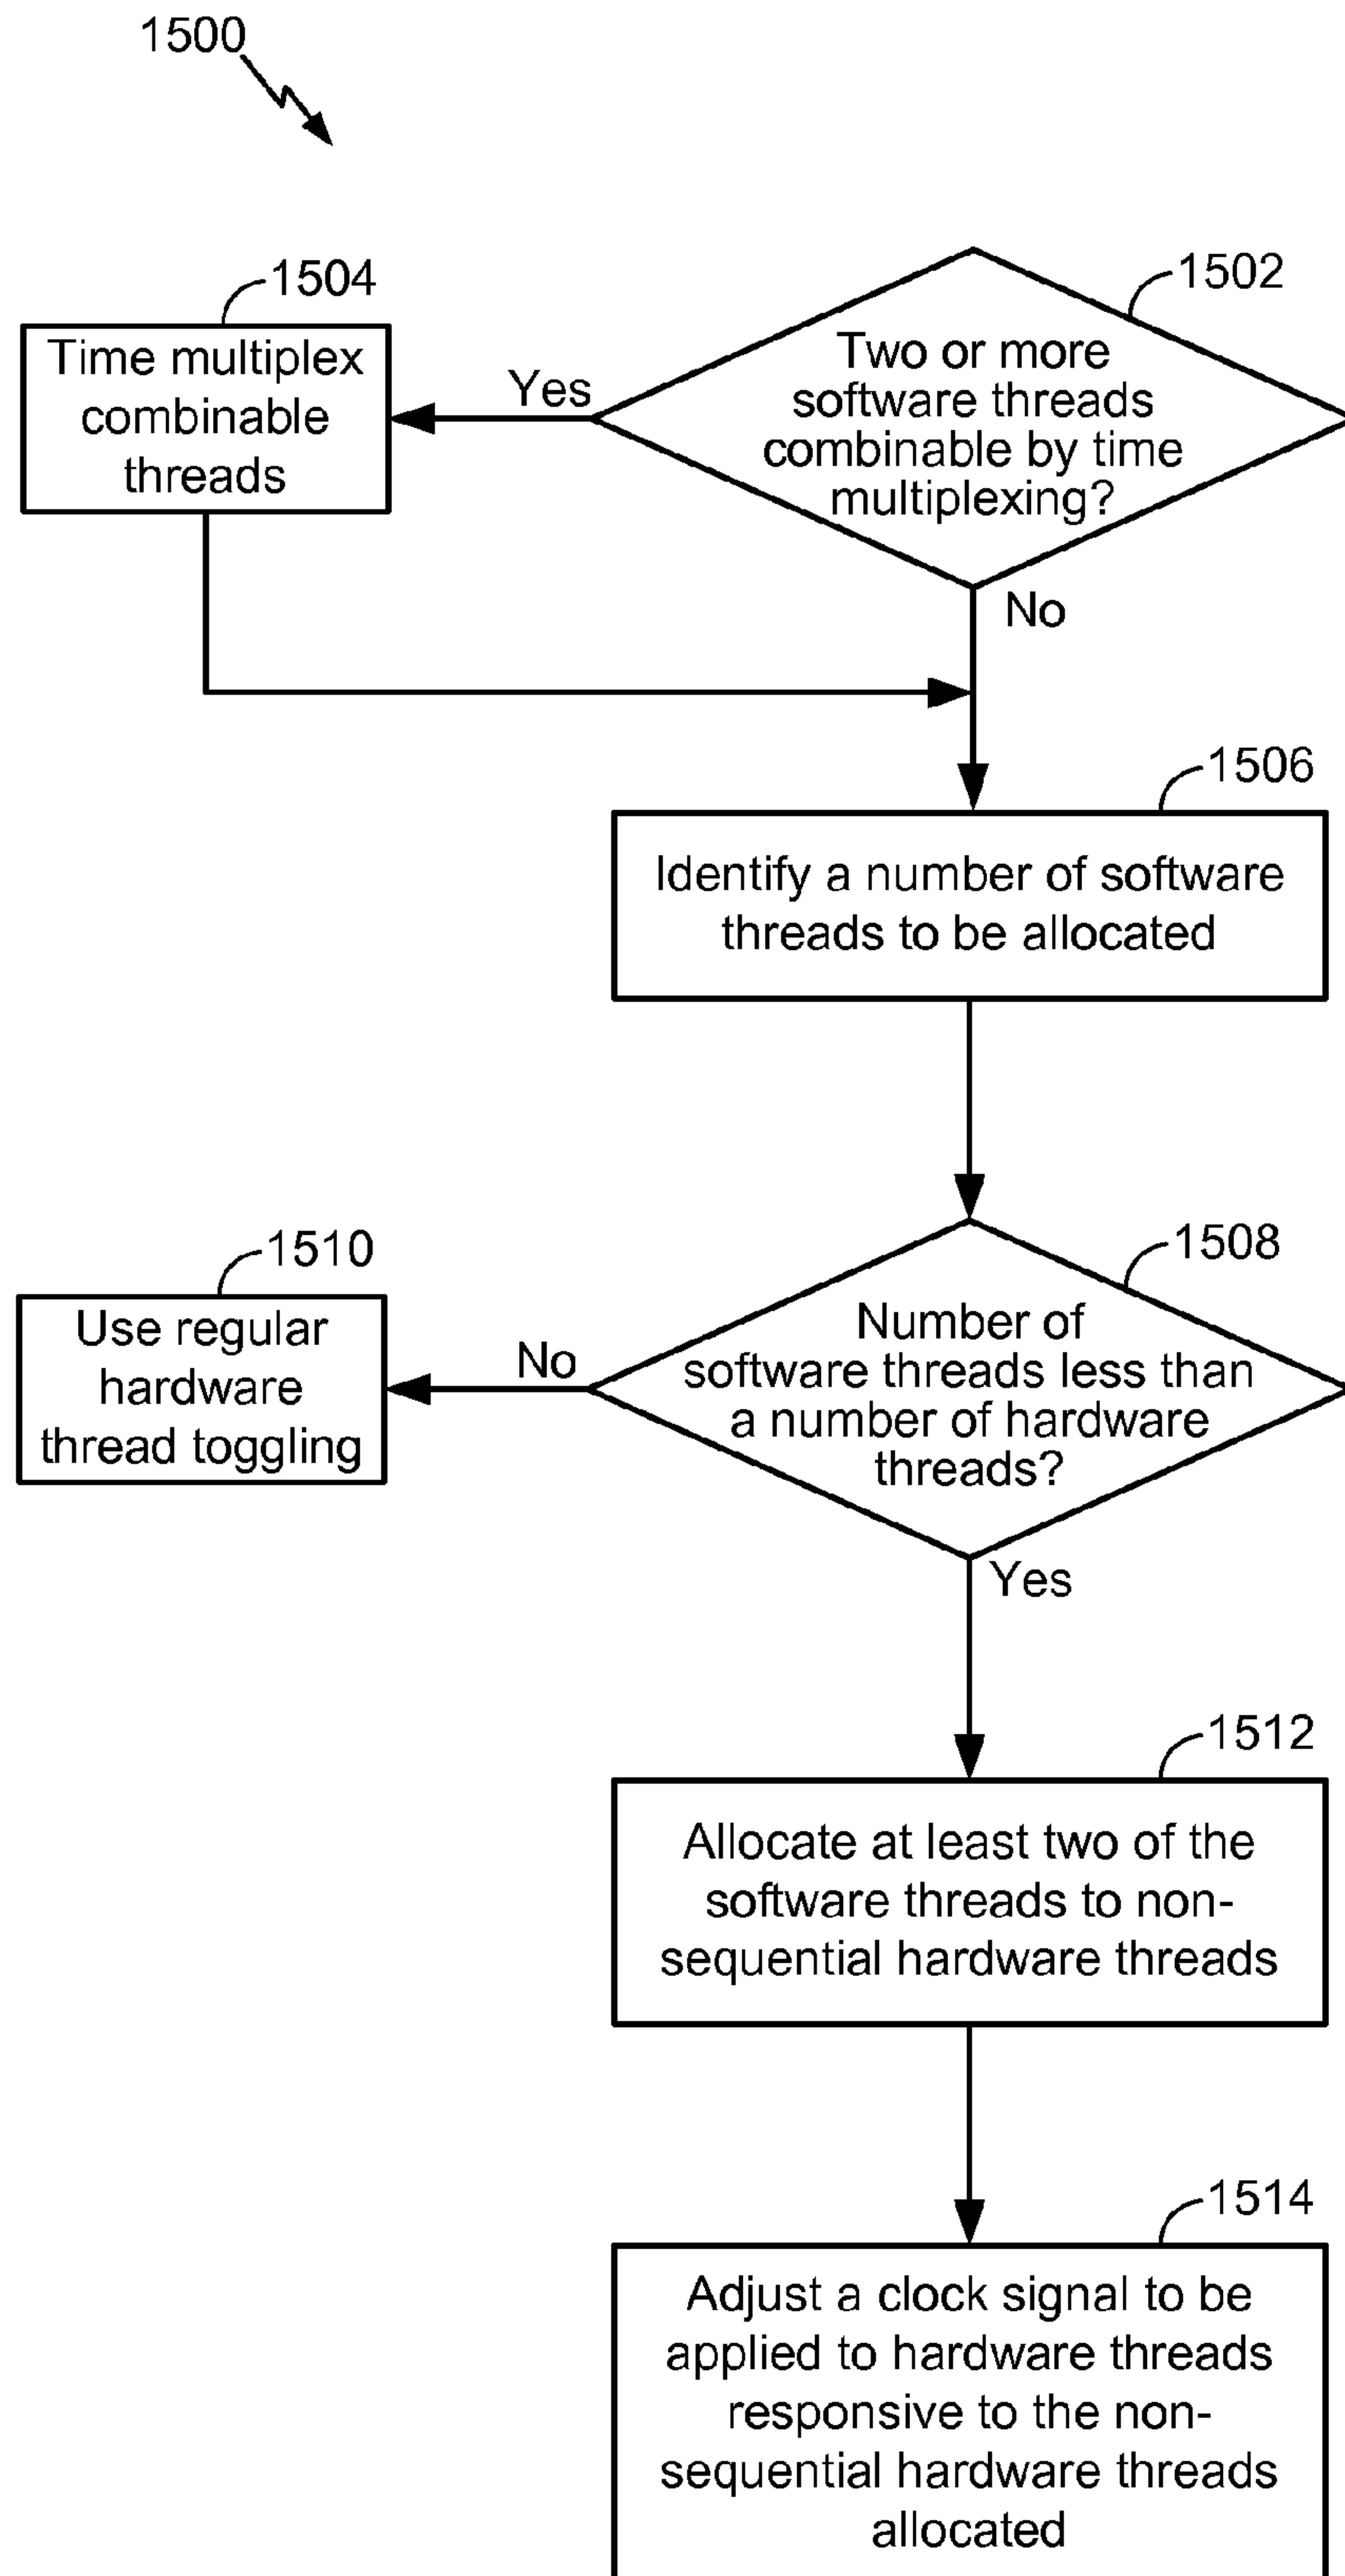 1500
1504
Time multiplex
combinable
threads
Yes
1502
Two or more
software threads
combinable by time
multiplexing?
No
1506
Identify a number of software
threads to be allocated
1510
Use regular
hardware
thread toggling
No
1508
Number of
software threads less than
a number of hardware
threads?
Yes
1512
Allocate at least two of the
software threads to non-
sequential hardware threads
1514
Adjust a clock signal to be
applied to hardware threads
responsive to the non-
sequential hardware threads
allocated